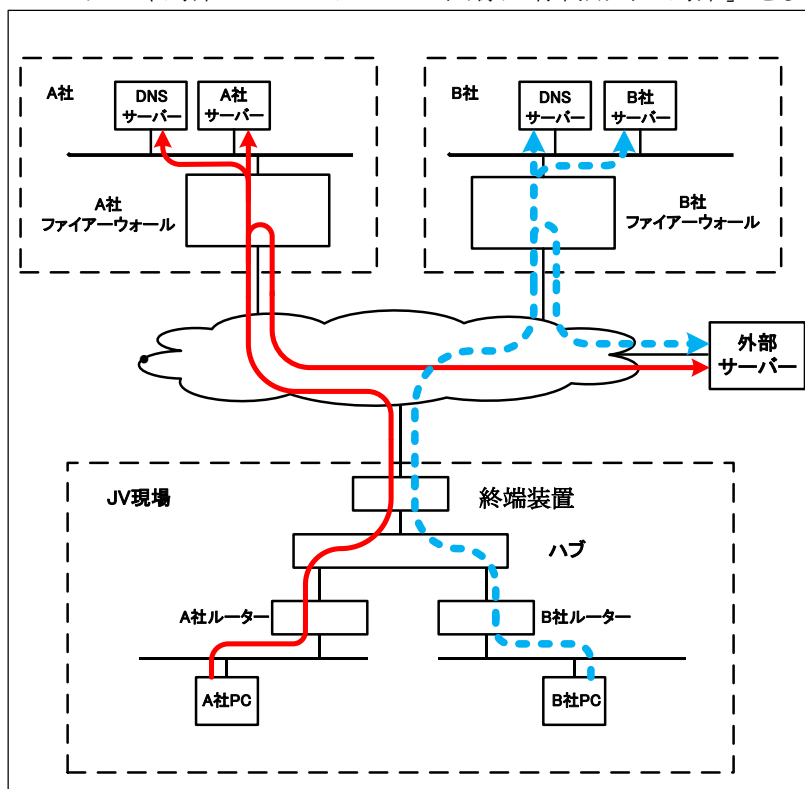 A社
DNS
サーバー
A社
サーバー
A社
ファイアーウォール
B社
DNS
サーバー
B社
サーバー
B社
ファイアーウォール
外部
サーバー
JV現場
終端装置
ハブ
A社ルーター
B社ルーター
A社PC
B社PC